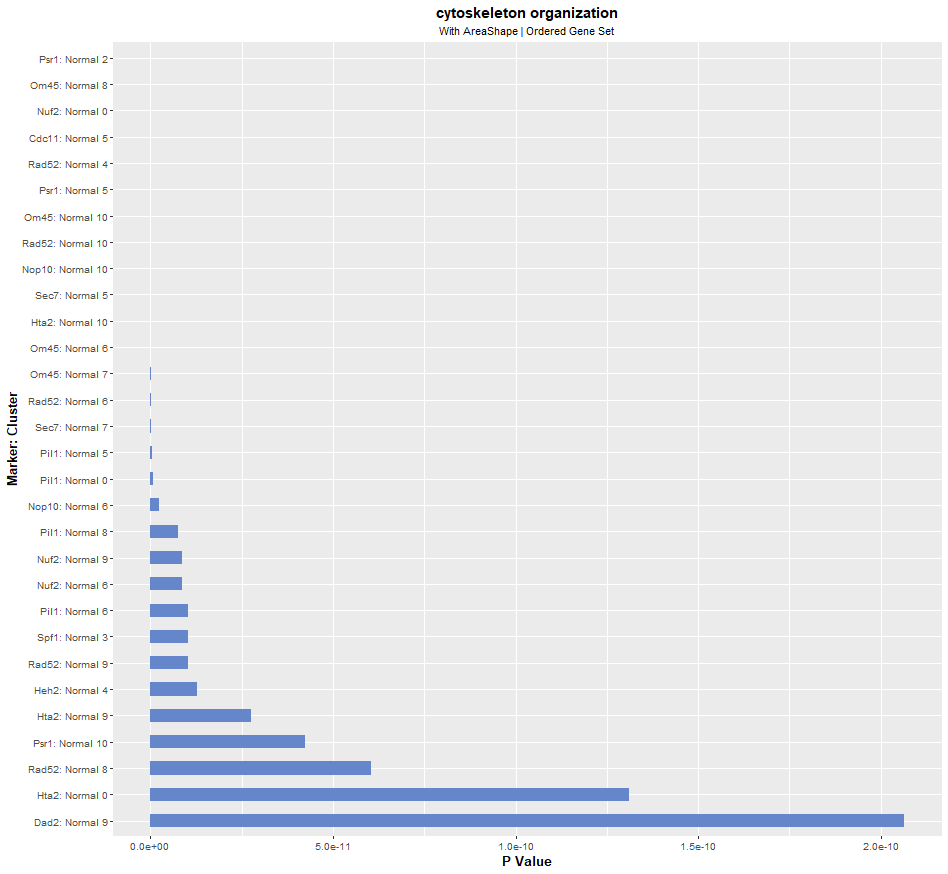 cytoskeleton organization
With AreaShape | Ordered Gene Set
Marker: Cluster
Psr1: Normal 2
Om45: Normal 8
Nuf2: Normal 0
Cdc11: Normal 5
Rad52: Normal 4
Psr1: Normal 5
Om45: Normal 10
Rad52: Normal 10
Nop10: Normal 10
Sec7: Normal 5
Hta2: Normal 10
Om45: Normal 6
Om45: Normal 7
Rad52: Normal 6
Sec7: Normal 7
Pil1: Normal 5
Pil1: Normal 0
Nop10: Normal 6
Pil1: Normal 8
Nuf2: Normal 9
Nuf2: Normal 6
Pil1: Normal 6
Spf1: Normal 3
Rad52: Normal 9
Heh2: Normal 4
Hta2: Normal 9
Psr1: Normal 10
Rad52: Normal 8
Hta2: Normal 0
Dad2: Normal 9
0.0e+00 5.0e-11 1.0e-10 1.5e-10 2.0e-10
P Value